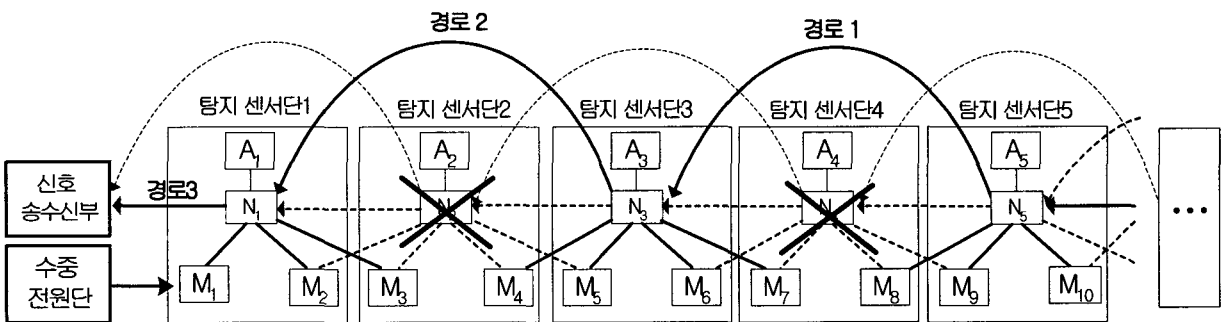 경로 2
경로 1
탐지 센서단1
탐지 센서단2
탐지 센서단3
탐지 센서단4
탐지 센서단5
A1
A2
A3
A4
A5
신호
송수신부
경로3
N1
N
N3
N
N5
...
수중
전원단
M1
M2
M3
M4
M5
M6
M7
M8
M9
M10